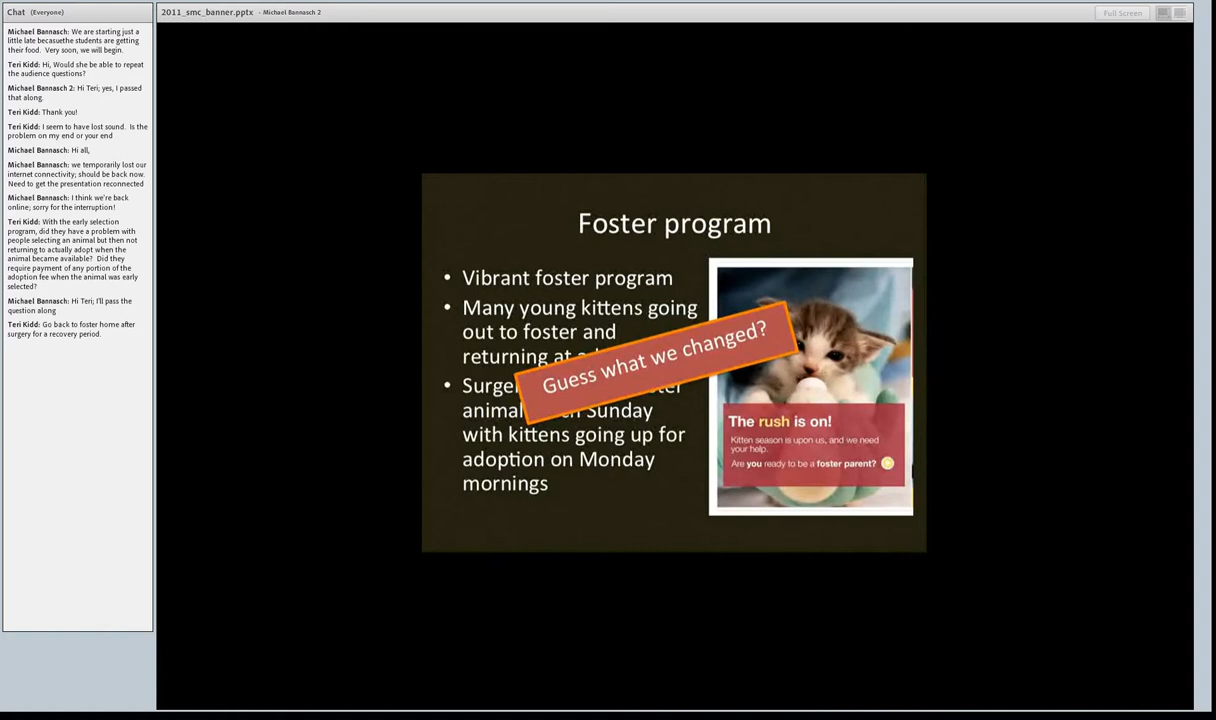 Chat (Everyone)
Michael Bannasch: We are starting just a
little late becasuethe students are getting
their food. Very soon, we will begin.
Teri Kidd: Hi, Would she be able to repeat
the audience questions?
Michael Bannasch 2: Hi Teri; yes, I passed
that along.
Teri Kidd: Thank you!
Teri Kidd: I seem to have lost sound. Is the
problem on my end or your end
Michael Bannasch: Hi all,
Michael Bannasch: we temporarily lost our
internet connectivity; should be back now.
Need to get the presentation reconnected
Michael Bannasch: I think we're back
online; sorry for the interruption!
Teri Kidd: With the early selection
program, did they have a problem with
people selecting an animal but then not
returning to actually adopt when the
animal became available? Did they
require payment of any portion of the
adoption fee when the animal was early
selected?
Michael Bannasch: Hi Teri; I'll pass the
question along
Teri Kidd: Go back to foster home after
surgery for a recovery period.
2011_smc_banner.pptx - Michael Bannasch 2
Full Screen
Foster program
• Vibrant foster program
• Many young kittens going
out to foster and
returning at
• Surge
animal Sunday
with kittens going up for
adoption on Monday
mornings
Guess what we changed?
The rush is on!
Kitten season is upon us, and we need
your help.
Are you ready to be a foster parent?